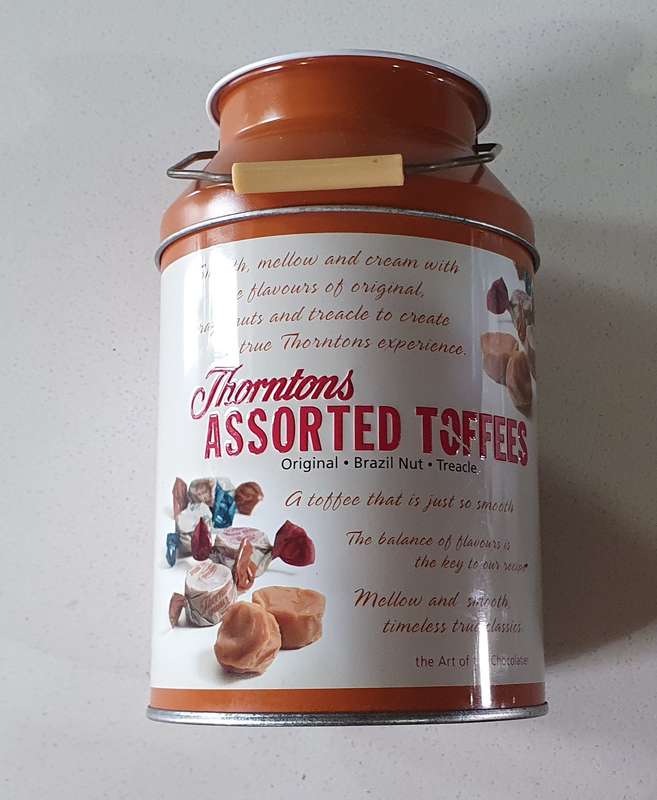 Smooth, mellow and cream with
flavours of original,
nuts and treacle to create
true Thorntons experience.
Thorntons
ASSORTED TOFFEES
Original • Brazil Nut • Treacle
A toffee that is just so smooth
The balance of flavours is
the key to our recipe
Mellow and smooth
timeless true classics.
the Art of the Chocolatier